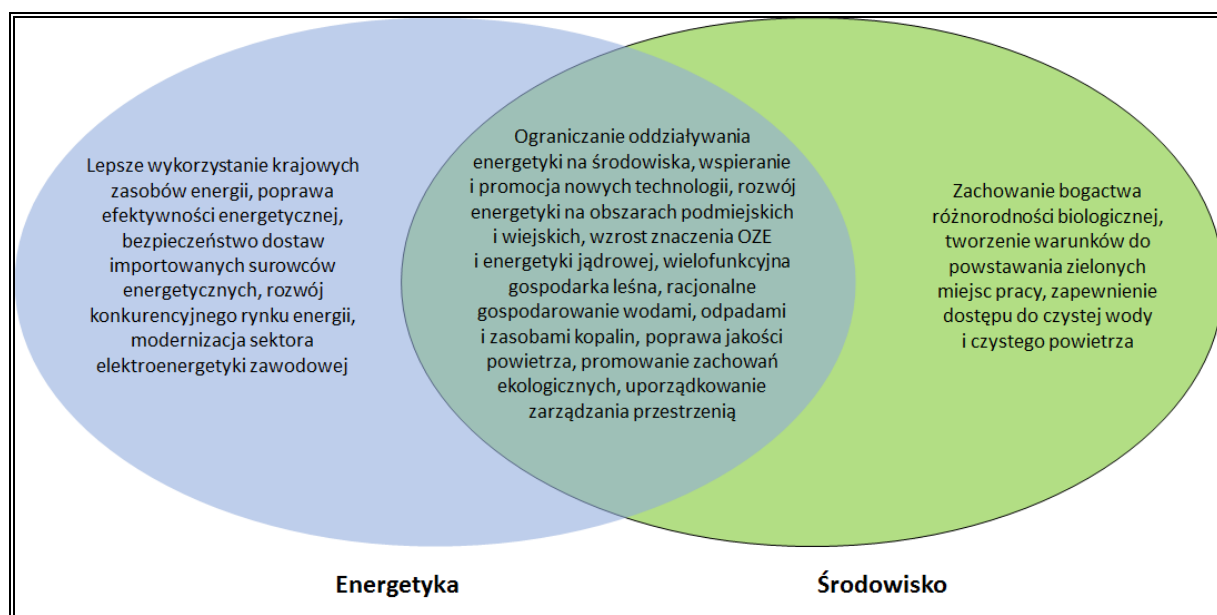 Lepsze wykorzystanie krajowych
zasobów energii, poprawa
efektywności energetycznej,
bezpieczeństwo dostaw
importowanych surowców
energetycznych, rozwój
konkurencyjnego rynku energii,
modernizacja sektora
elektroenergetyki zawodowej
Ograniczanie oddziaływania
energetyki na środowiska, wspieranie
i promocja nowych technologii, rozwój
energetyki na obszarach podmiejskich
i wiejskich, wzrost znaczenia OZE
i energetyki jądrowej, wielofunkcyjna
gospodarka leśna, racjonalne
gospodarowanie wodami, odpadami
i zasobami kopalin, poprawa jakości
powietrza, promowanie zachowań
ekologicznych, uporządkowanie
zarządzania przestrzenią
Zachowanie bogactwa
różnorodności biologicznej,
tworzenie warunków do
powstawania zielonych
miejsc pracy, zapewnienie
dostępu do czystej wody
i czystego powietrza
Energetyka
Środowisko